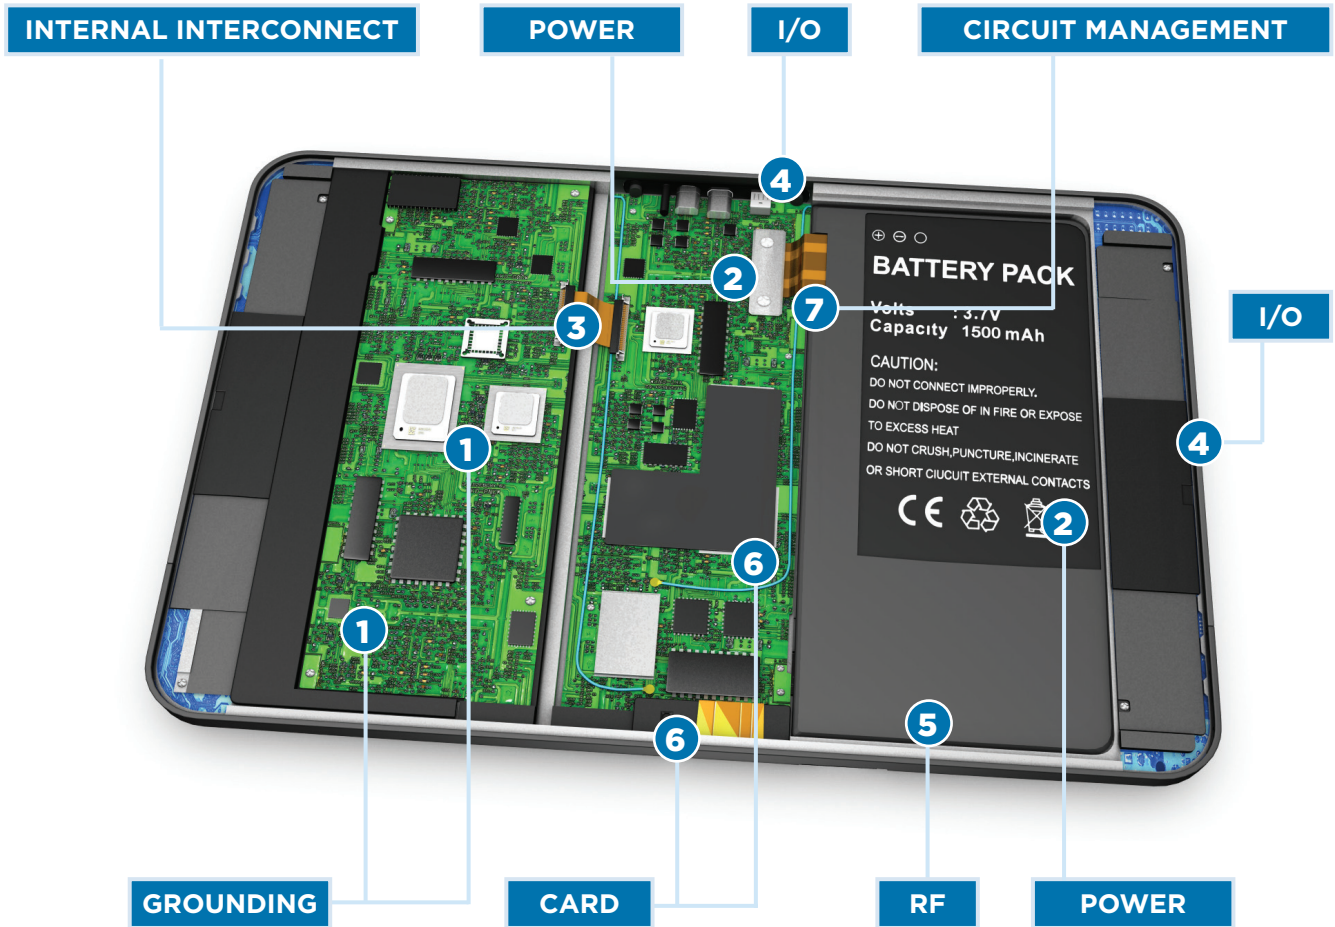 INTERNAL INTERCONNECT
POWER
I/O
CIRCUIT MANAGEMENT
4
2
7
3
BATTERY PACK
Volts : 3.7V
Capacity 1500 mAh
CAUTION:
DO NOT CONNECT IMPROPERLY.
DO NOT DISPOSE OF IN FIRE OR EXPOSE
TO EXCESS HEAT
DO NOT CRUSH,PUNCTURE,INCINERATE
OR SHORT CIUCUIT EXTERNAL CONTACTS
CE
I/O
4
1
2
6
1
5
6
GROUNDING
CARD
RF
POWER